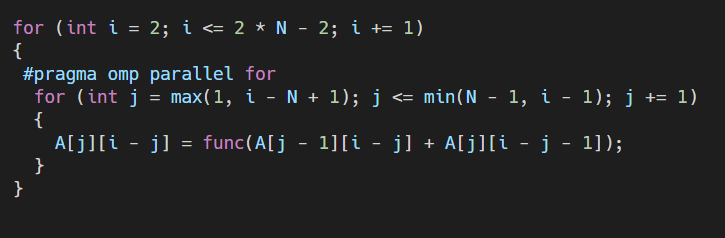 for (int i = 2; i <= 2 * N - 2; i += 1)
{
#pragma omp parallel for
for (int j = max(1, i - N + 1); j <= min(N - 1, i - 1); j += 1)
{
A[j][i - j] = func(A[j - 1][i - j] + A[j][i - j - 1]);
}
}